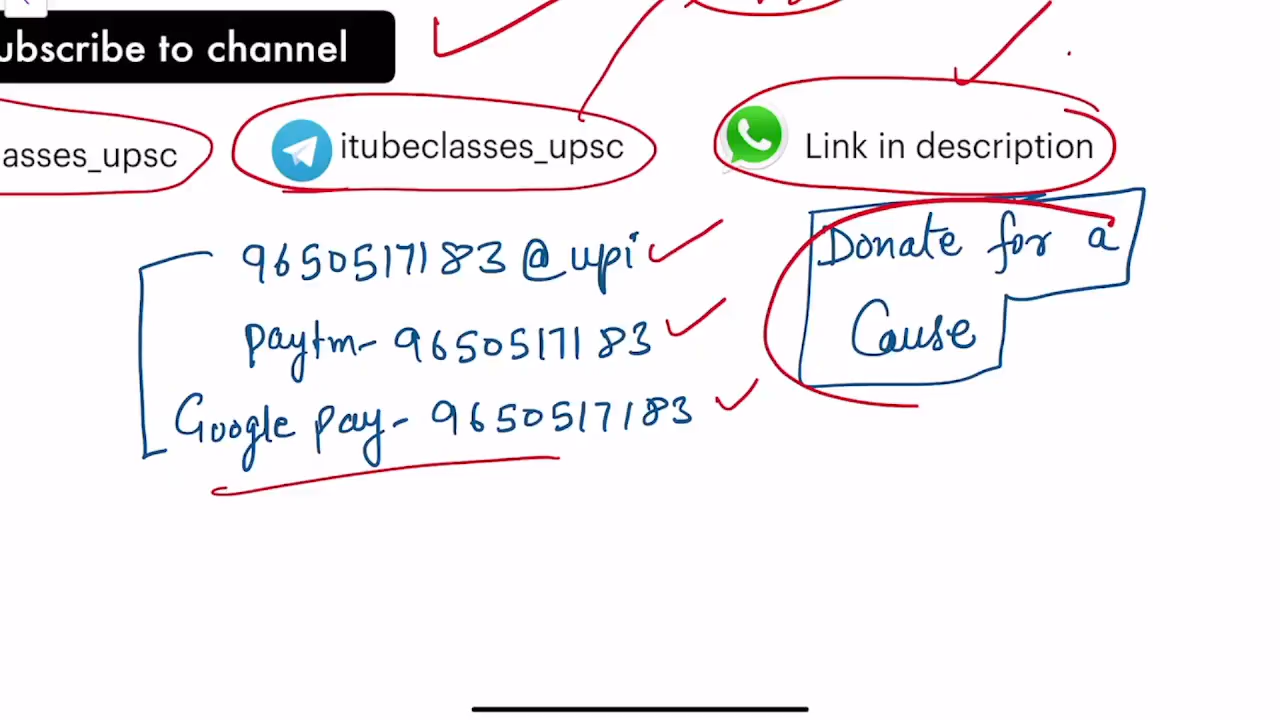 ubscribe to channel
asses_upsc
itubeclasses_upsc
Link in description
9650517183@upi
paytm- 9650517183
Google pay- 9650517183
Donate for a
Cause